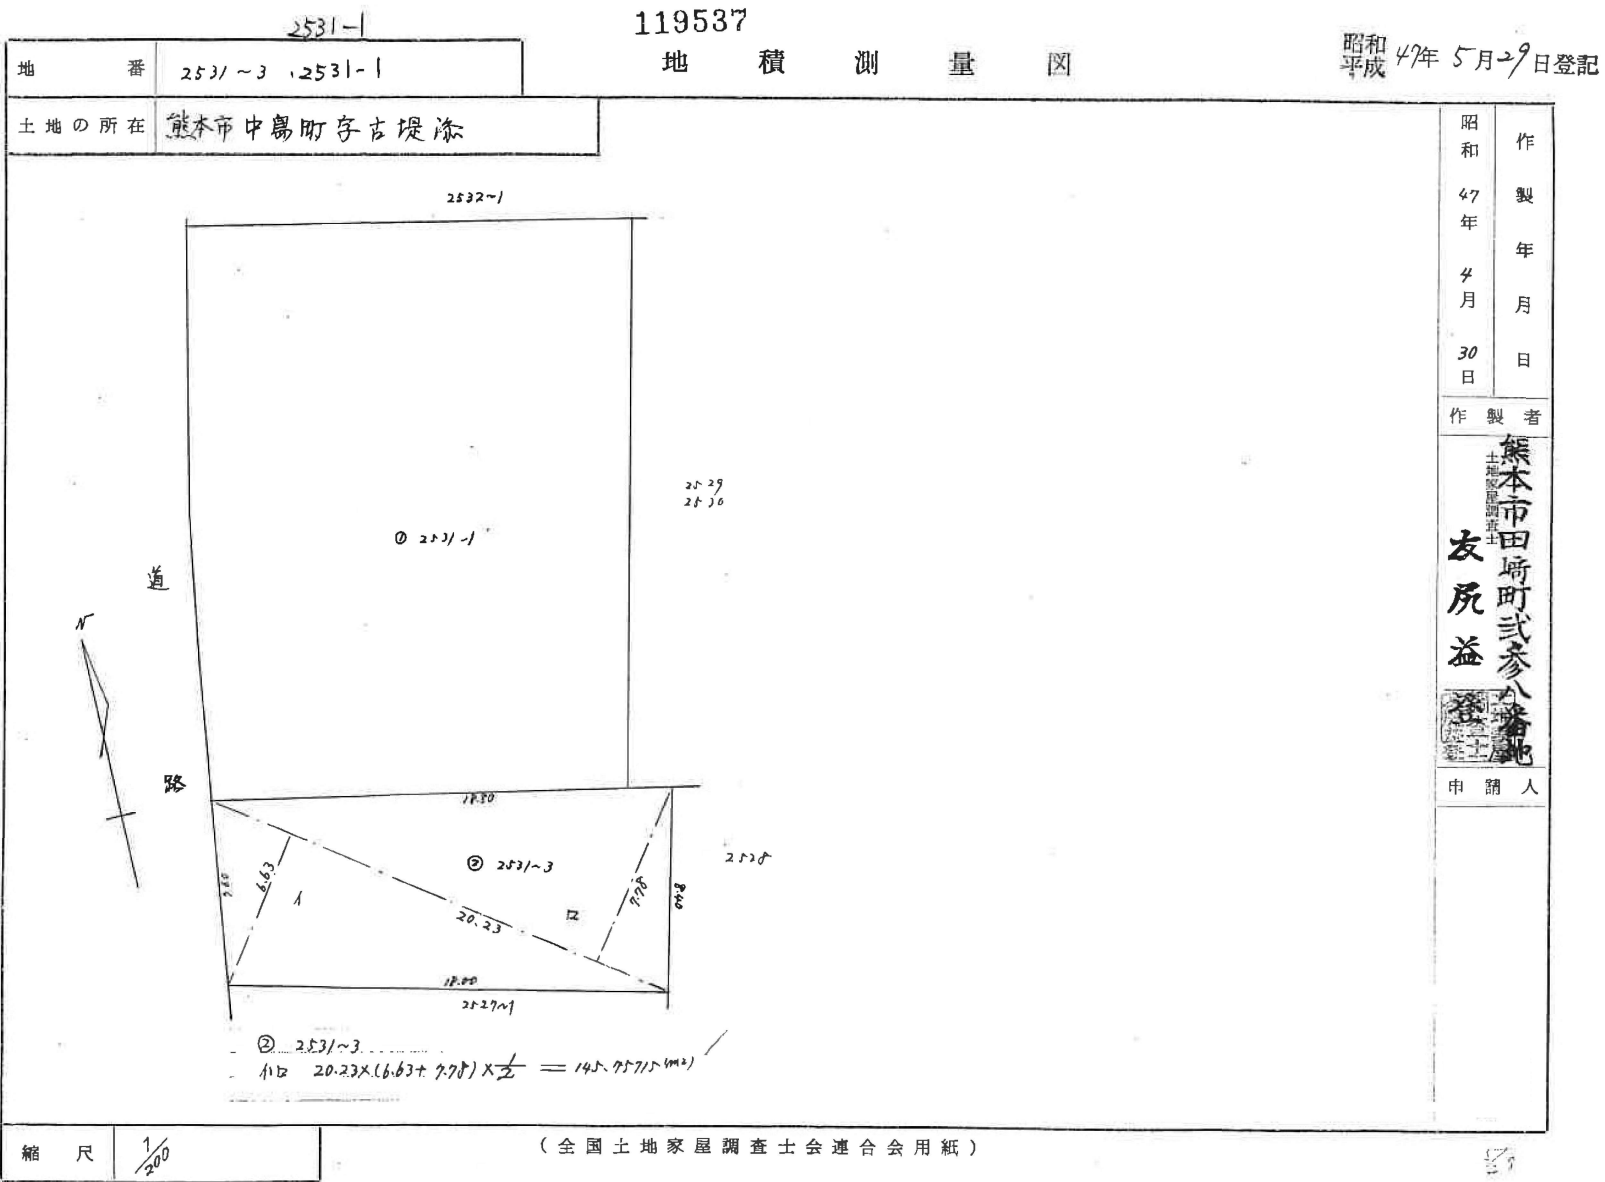 2531-1
119537
地番 2531~3 、2531-1
地積測量図
昭和
平成 47年 5月29日登記
土地の所在 熊本市中島町字古堤添
作製年月日
昭和47年4月30日
作製者
熊本市田崎町弐参八番地
土地家屋調査士
友尻益登
申請人
2532~1
2529
2530
① 2531-1
道
N
路
18.50
② 2531~3
2528
7.60
6.63
イ
20.23
ロ
7.78
8.40
18.00
2527~1
② 2531~3
イロ 20.23×(6.63+7.78)×1/2 = 145.75715(m2)
縮尺 1/200
(全国土地家屋調査士会連合会用紙)